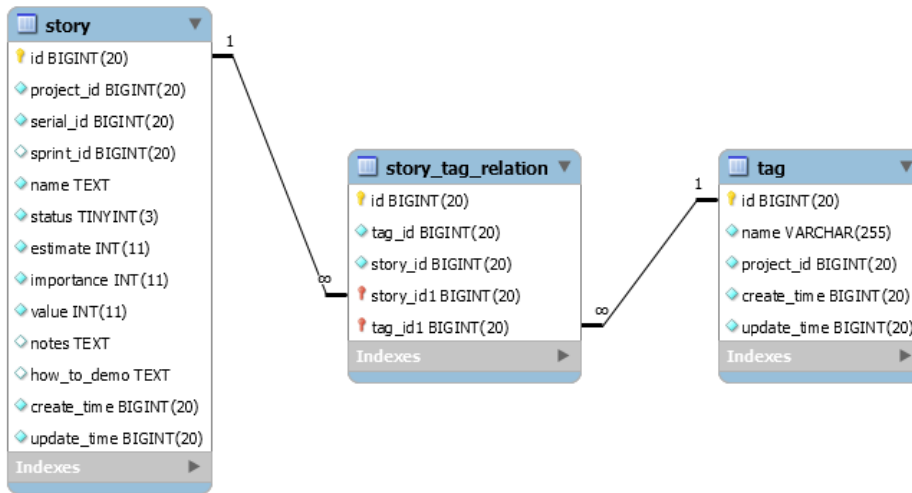 story
id BIGINT(20)
project_id BIGINT(20)
serial_id BIGINT(20)
sprint_id BIGINT(20)
name TEXT
status TINYINT(3)
estimate INT(11)
importance INT(11)
value INT(11)
notes TEXT
how_to_demo TEXT
create_time BIGINT(20)
update_time BIGINT(20)
Indexes
1
∞
story_tag_relation
id BIGINT(20)
tag_id BIGINT(20)
story_id BIGINT(20)
story_id1 BIGINT(20)
tag_id1 BIGINT(20)
Indexes
∞
1
tag
id BIGINT(20)
name VARCHAR(255)
project_id BIGINT(20)
create_time BIGINT(20)
update_time BIGINT(20)
Indexes